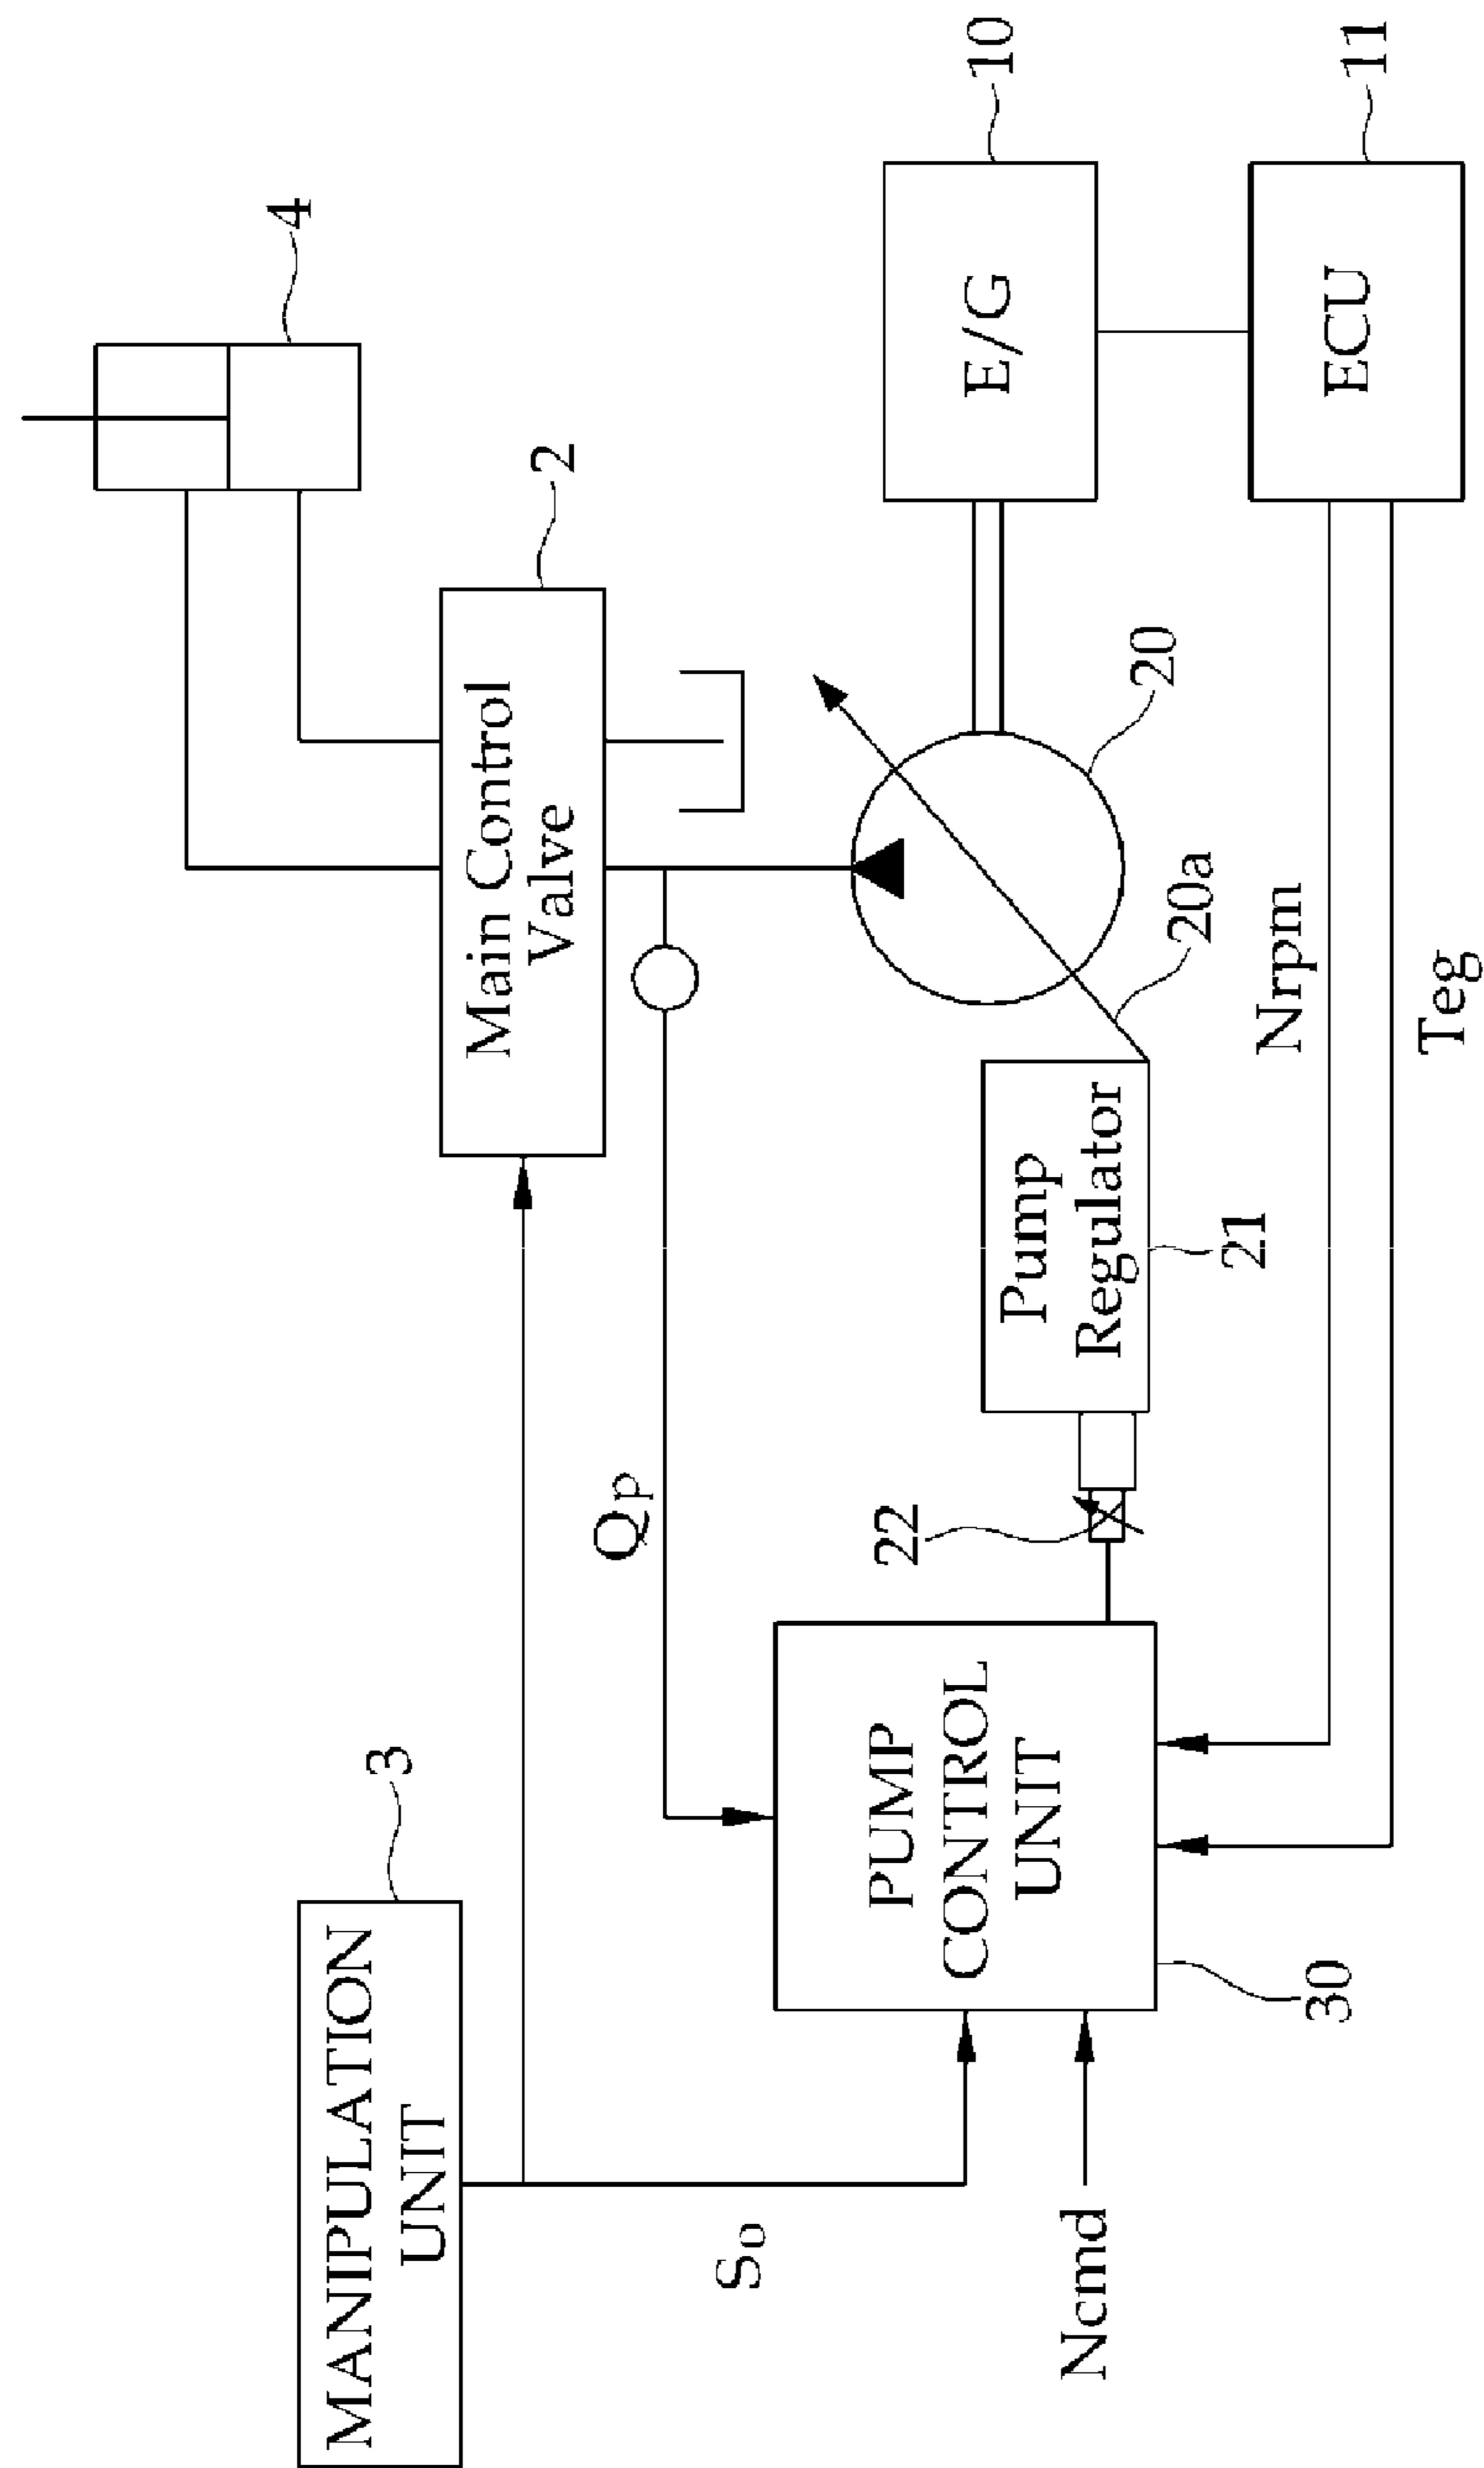 MANIPULATION
UNIT
3
4
Main Control
Valve
2
So
Qp
Ncmd
PUMP
CONTROL
UNIT
30
22
Pump
Regulator
21
20a
20
E/G
10
Nrpm
Teg
ECU
11